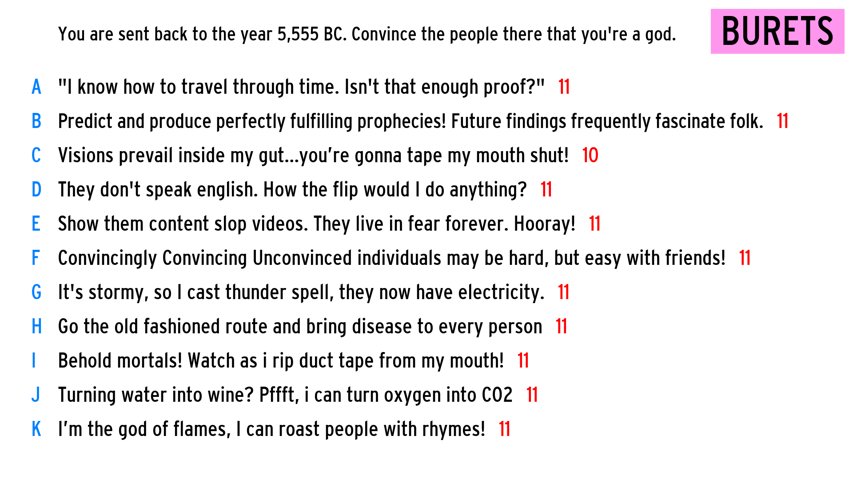 You are sent back to the year 5,555 BC. Convince the people there that you're a god.
BURETS
A "I know how to travel through time. Isn't that enough proof?" 11
B Predict and produce perfectly fulfilling prophecies! Future findings frequently fascinate folk. 11
C Visions prevail inside my gut...you’re gonna tape my mouth shut! 10
D They don't speak english. How the flip would I do anything? 11
E Show them content slop videos. They live in fear forever. Hooray! 11
F Convincingly Convincing Unconvinced individuals may be hard, but easy with friends! 11
G It's stormy, so I cast thunder spell, they now have electricity. 11
H Go the old fashioned route and bring disease to every person 11
I Behold mortals! Watch as i rip duct tape from my mouth! 11
J Turning water into wine? Pffft, i can turn oxygen into CO2 11
K I’m the god of flames, I can roast people with rhymes! 11